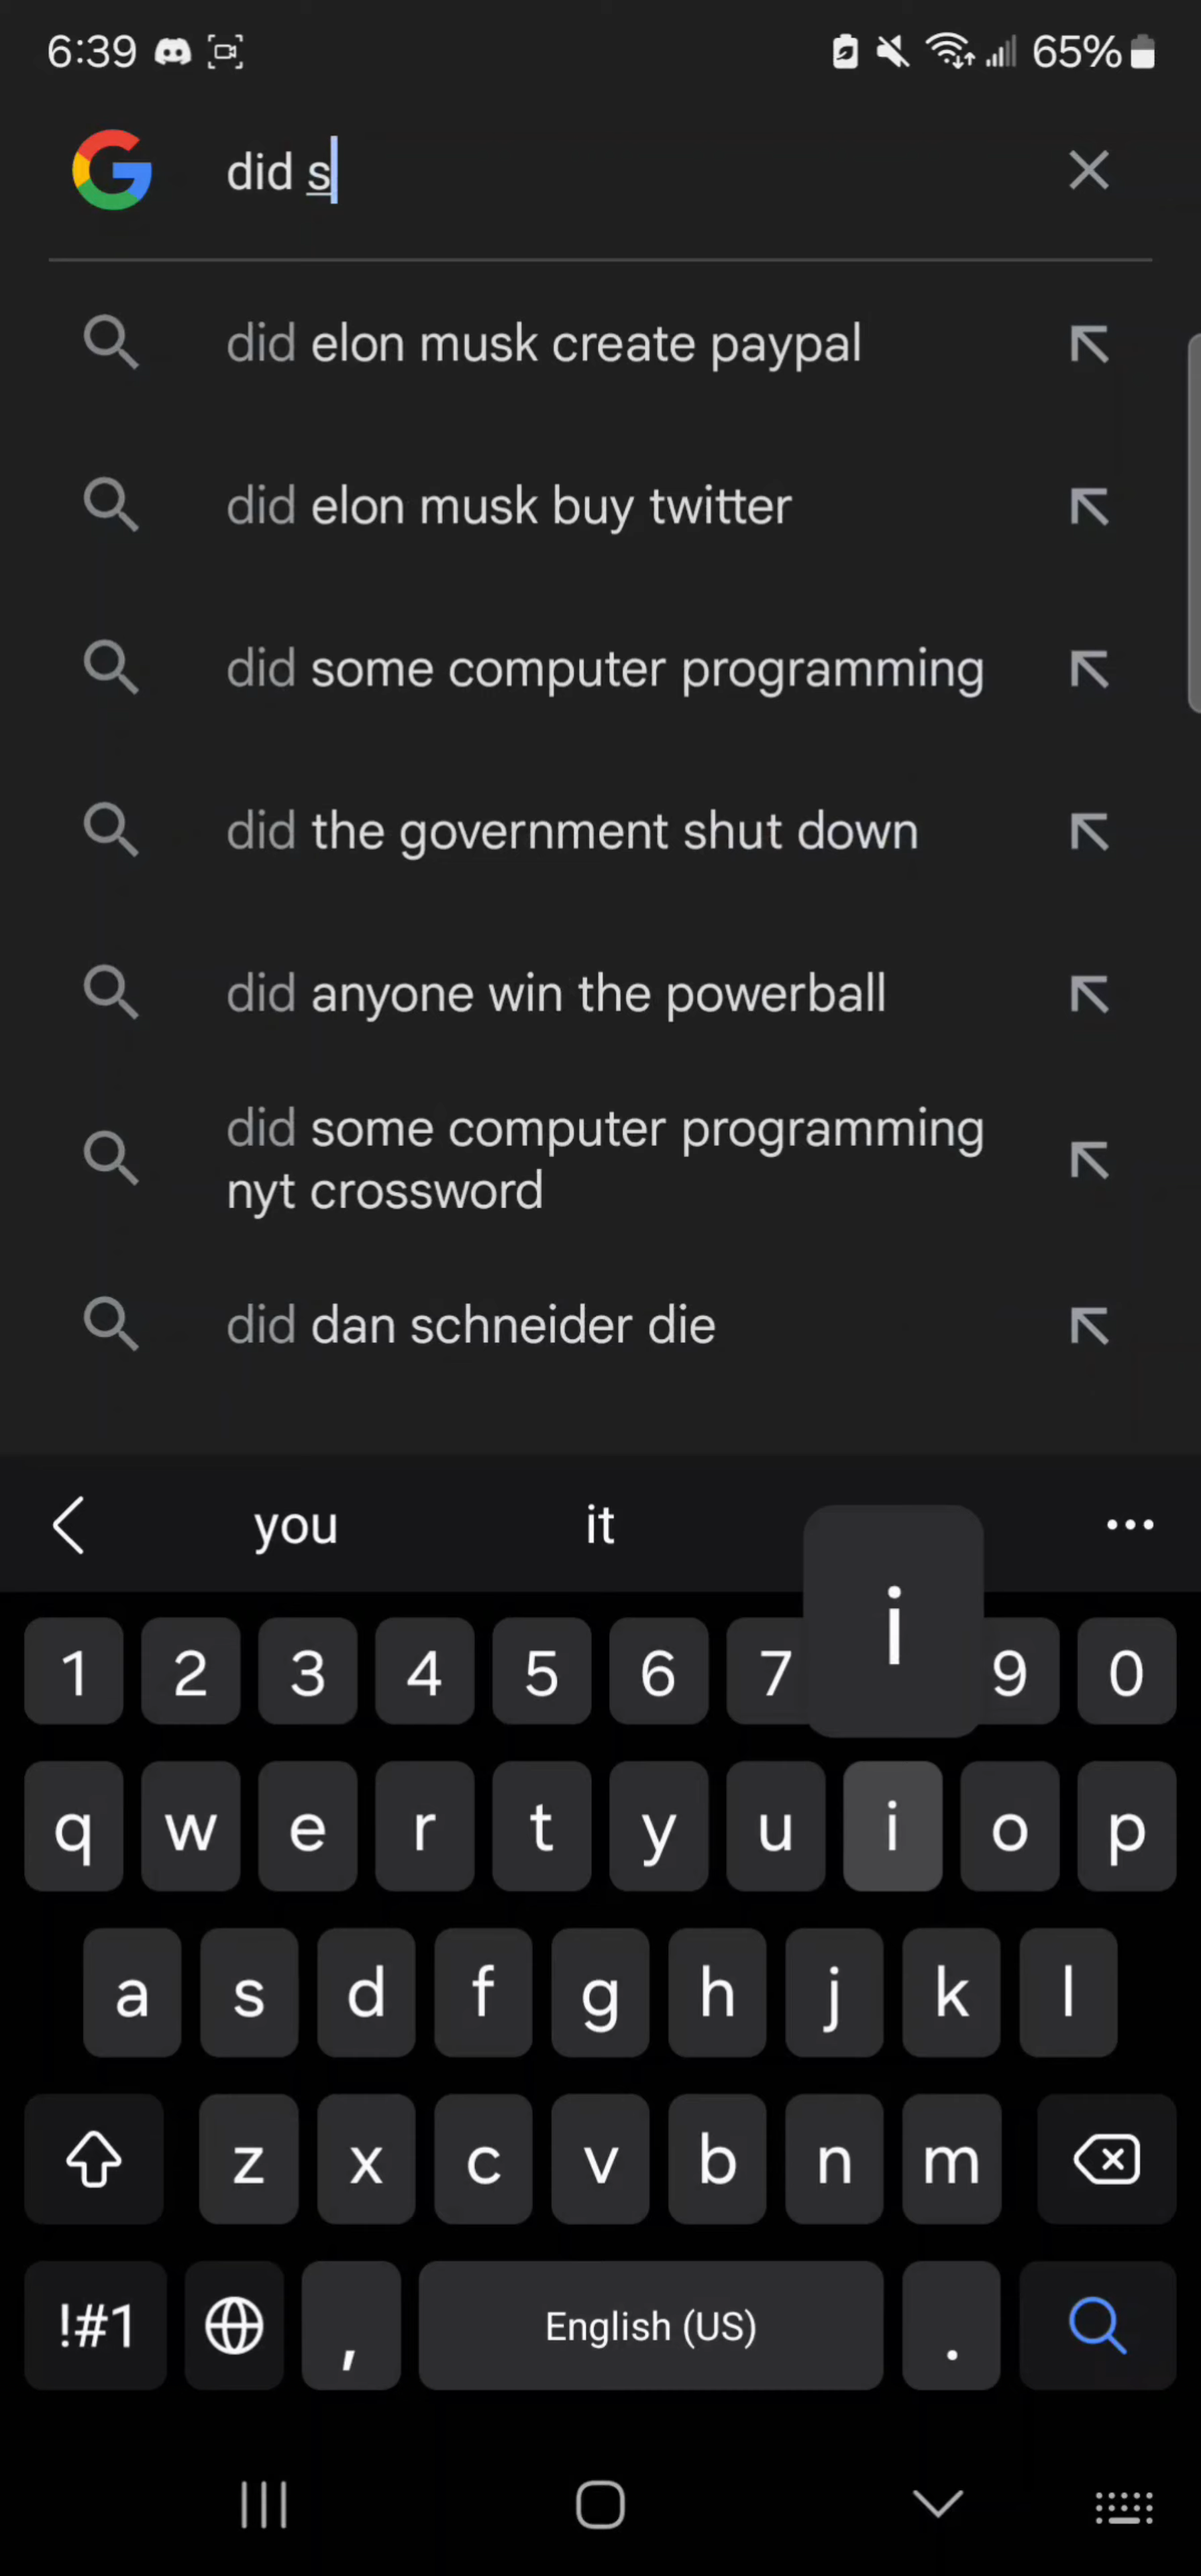 6:39 65%
did s
did elon musk create paypal
did elon musk buy twitter
did some computer programming
did the government shut down
did anyone win the powerball
did some computer programming
nyt crossword
did dan schneider die
you it
i
1 2 3 4 5 6 7 9 0
q w e r t y u i o p
a s d f g h j k l
z x c v b n m
!#1 , English (US) .